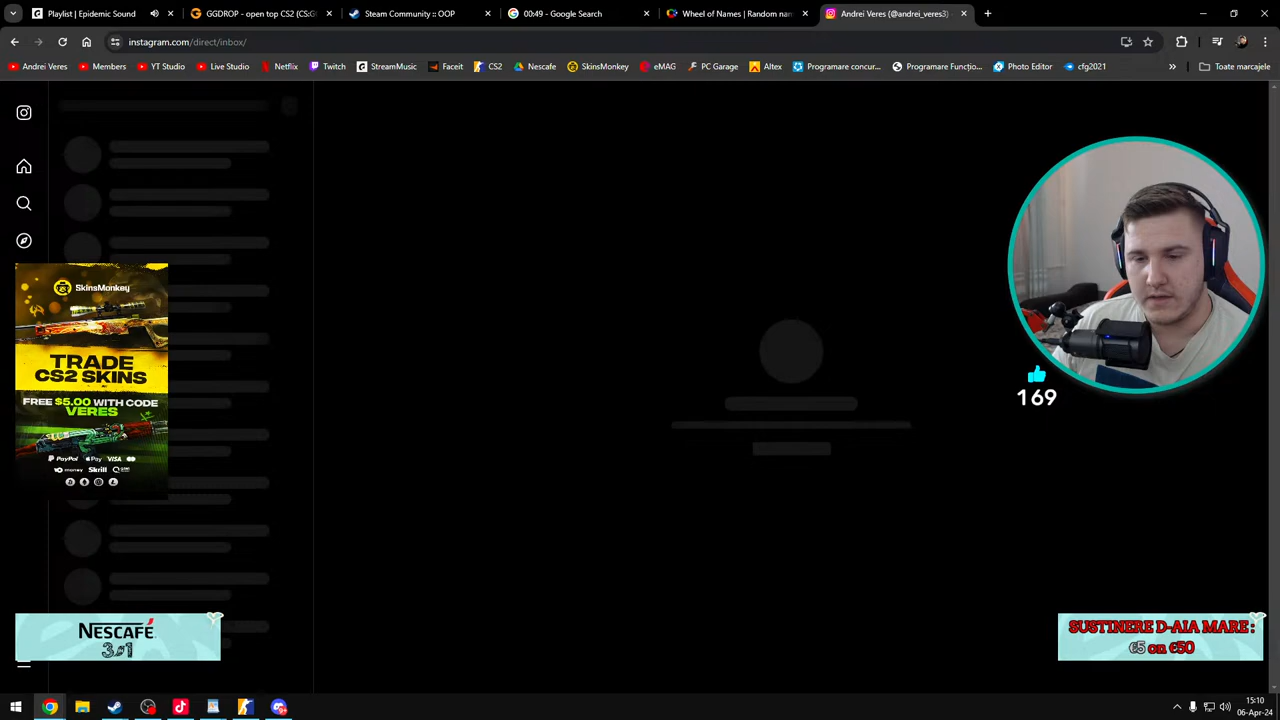 Playlist | Epidemic Sound
GGDROP - open top CS2 (CS:G
Steam Community :: OOP
00:49 - Google Search
Wheel of Names | Random nam
Andrei Veres (@andrei_veres3)
instagram.com/direct/inbox/
Andrei Veres
Members
YT Studio
Live Studio
Netflix
Twitch
StreamMusic
Faceit
CS2
Nescafe
SkinsMonkey
eMAG
PC Garage
Altex
Programare concur...
Programare Funcțio...
Photo Editor
cfg2021
Toate marcajele
SkinsMonkey
TRADE
CS2 SKINS
FREE $5.00 WITH CODE
VERES
PayPal Pay VISA
money Skrill
169
NESCAFÉ
3in1
SUSTINERE D-AIA MARE :
€5 on €50
15:10
06-Apr-24